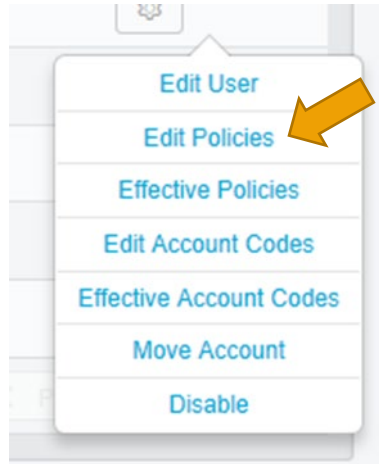 Edit User
Edit Policies
Effective Policies
Edit Account Codes
Effective Account Codes
Move Account
Disable